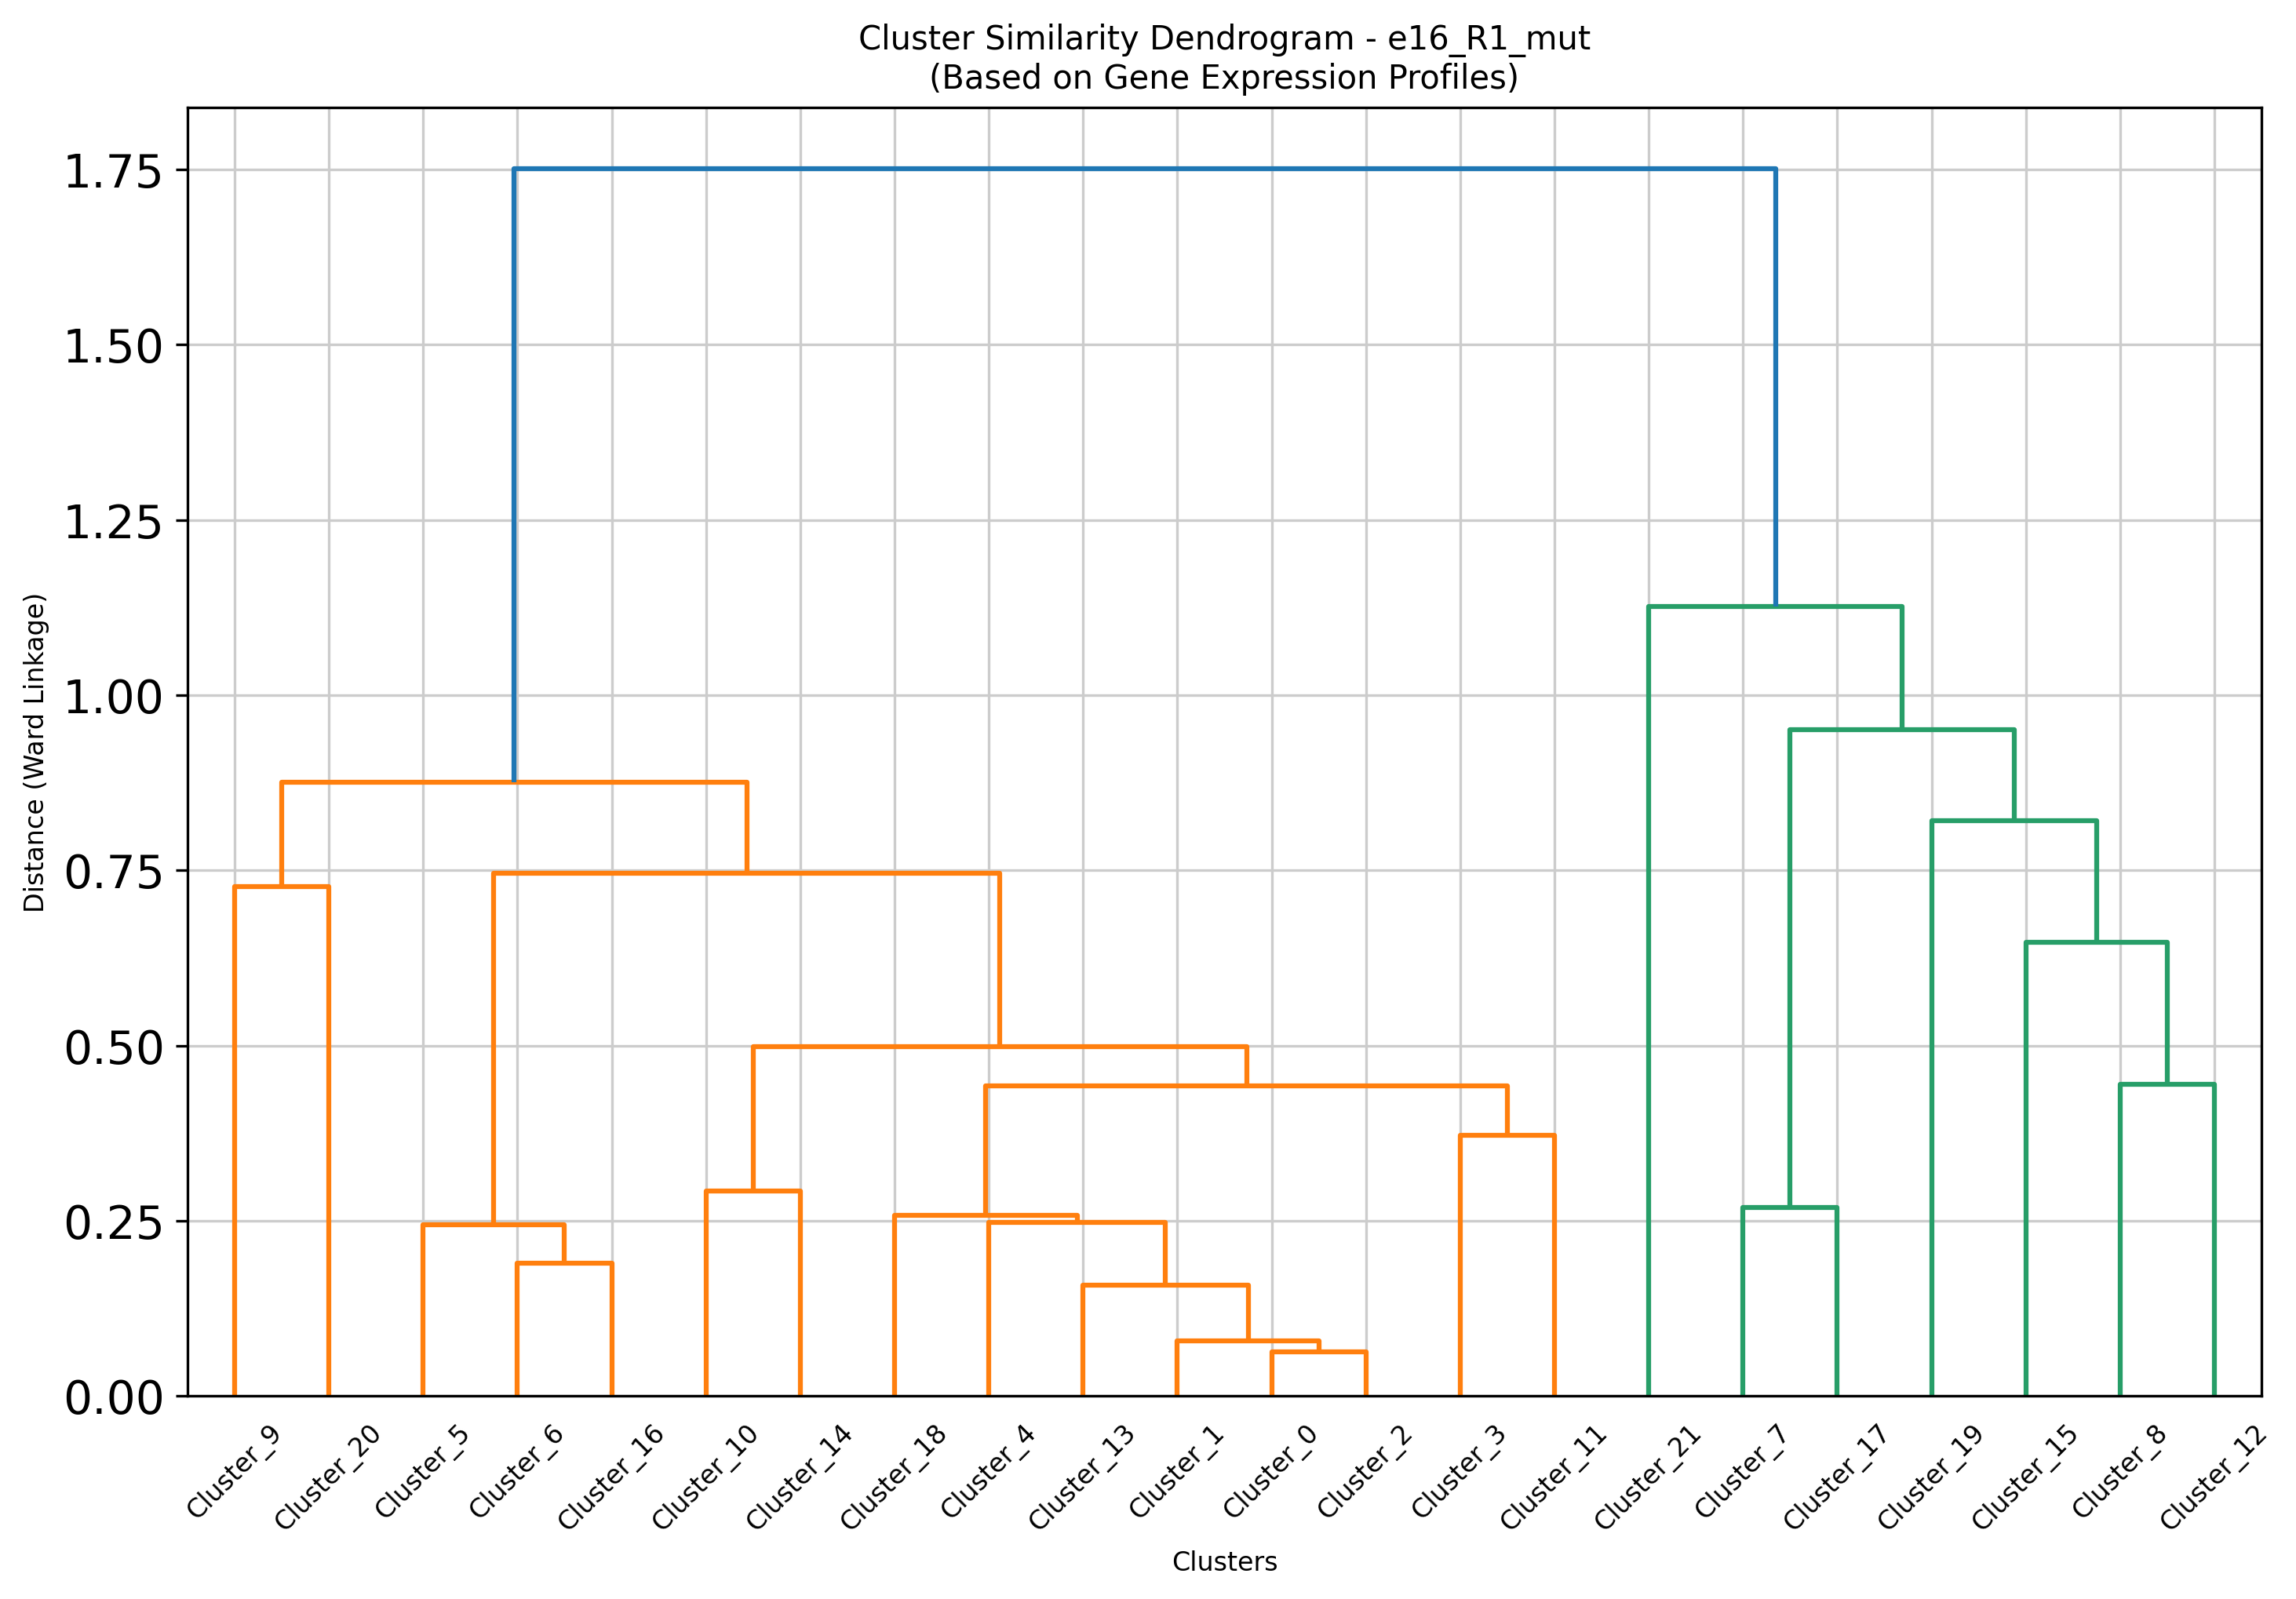 Cluster Similarity Dendrogram - e16_R1_mut
(Based on Gene Expression Profiles)
Distance (Ward Linkage)
1.75
1.50
1.25
1.00
0.75
0.50
0.25
0.00
Cluster_9
Cluster_20
Cluster_5
Cluster_6
Cluster_16
Cluster_10
Cluster_14
Cluster_18
Cluster_4
Cluster_13
Cluster_1
Cluster_0
Cluster_2
Cluster_3
Cluster_11
Cluster_21
Cluster_7
Cluster_17
Cluster_19
Cluster_15
Cluster_8
Cluster_12
Clusters